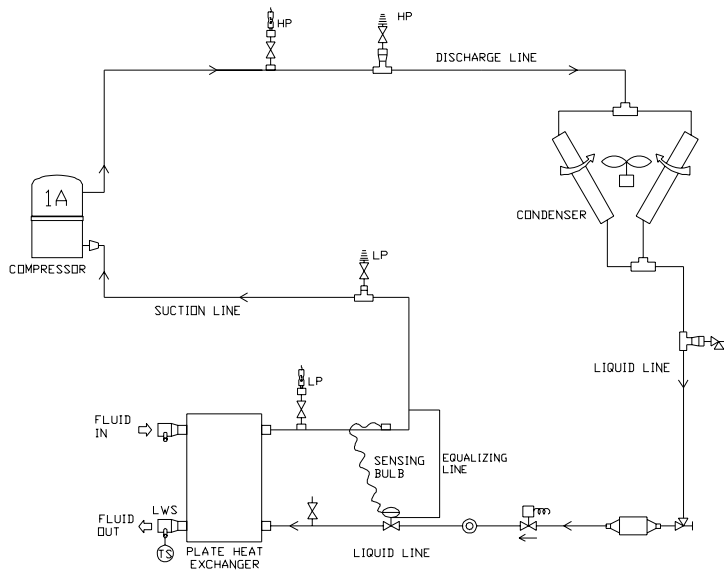 HP
HP
DISCHARGE LINE
1A
CONDENSER
COMPRESSOR
LP
SUCTION LINE
LIQUID LINE
LP
FLUID
IN
SENSING
BULB
EQUALIZING
LINE
LWS
FLUID
OUT
TS
PLATE HEAT
EXCHANGER
LIQUID LINE